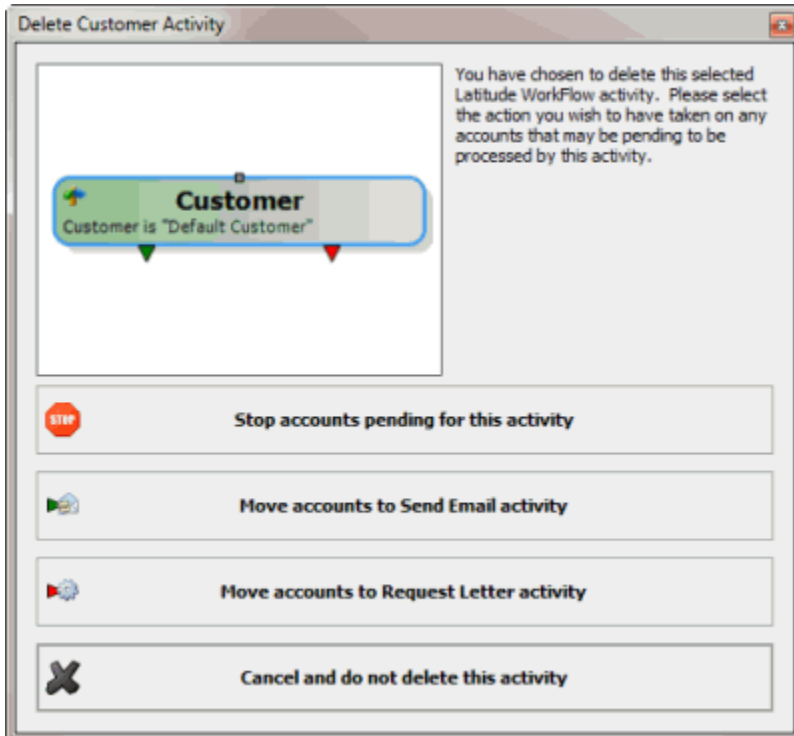 Delete Customer Activity
You have chosen to delete this selected
Latitude WorkFlow activity.  Please select
the action you wish to have taken on any
accounts that may be pending to be
processed by this activity.
Customer
Customer is "Default Customer"
STOP
Stop accounts pending for this activity
Move accounts to Send Email activity
Move accounts to Request Letter activity
Cancel and do not delete this activity